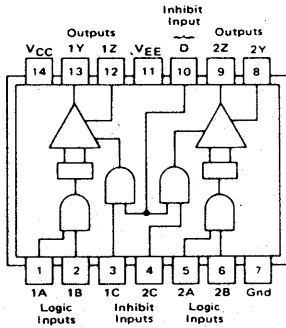 Inhibit
Input
Outputs Outputs
VCC 1Y 1Z VEE D 2Z 2Y
14 13 12 11 10 9 8
1 2 3 4 5 6 7
1A 1B 1C 2C 2A 2B Gnd
Logic Inhibit Logic
Inputs Inputs Inputs